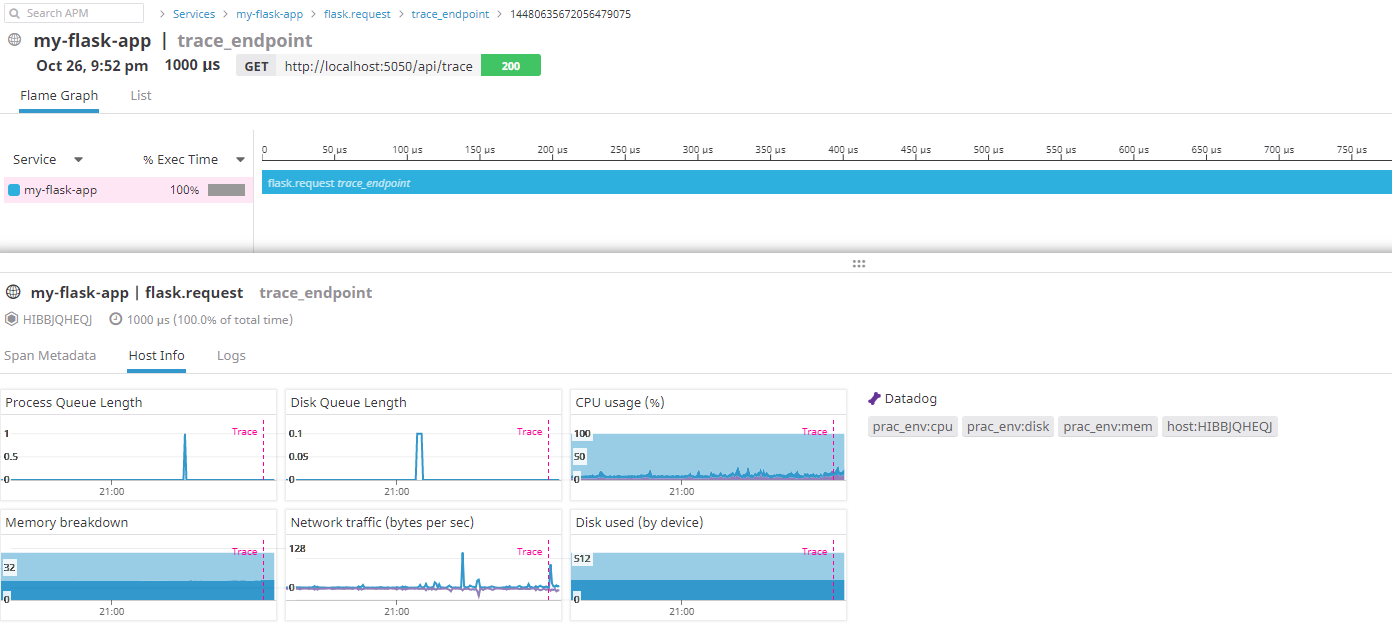 Search APM > Services > my-flask-app > flask.request > trace_endpoint > 14480635672056479075
my-flask-app | trace_endpoint
Oct 26, 9:52 pm 1000 µs GET http://localhost:5050/api/trace 200
Flame Graph List
0 50 µs 100 µs 150 µs 200 µs 250 µs 300 µs 350 µs 400 µs 450 µs 500 µs 550 µs 600 µs 650 µs 700 µs 750 µs
Service % Exec Time
my-flask-app 100% flask.request trace_endpoint
my-flask-app | flask.request trace_endpoint
HIBBJQHEQJ 1000 µs (100.0% of total time)
Span Metadata Host Info Logs
Process Queue Length
Trace
1
0.5
0
21:00
Disk Queue Length
Trace
0.1
0.05
0
21:00
CPU usage (%)
Trace
100
50
0
21:00
Datadog
prac_env:cpu prac_env:disk prac_env:mem host:HIBBJQHEQJ
Memory breakdown
Trace
32
0
21:00
Network traffic (bytes per sec)
128
Trace
0
21:00
Disk used (by device)
Trace
512
0
21:00